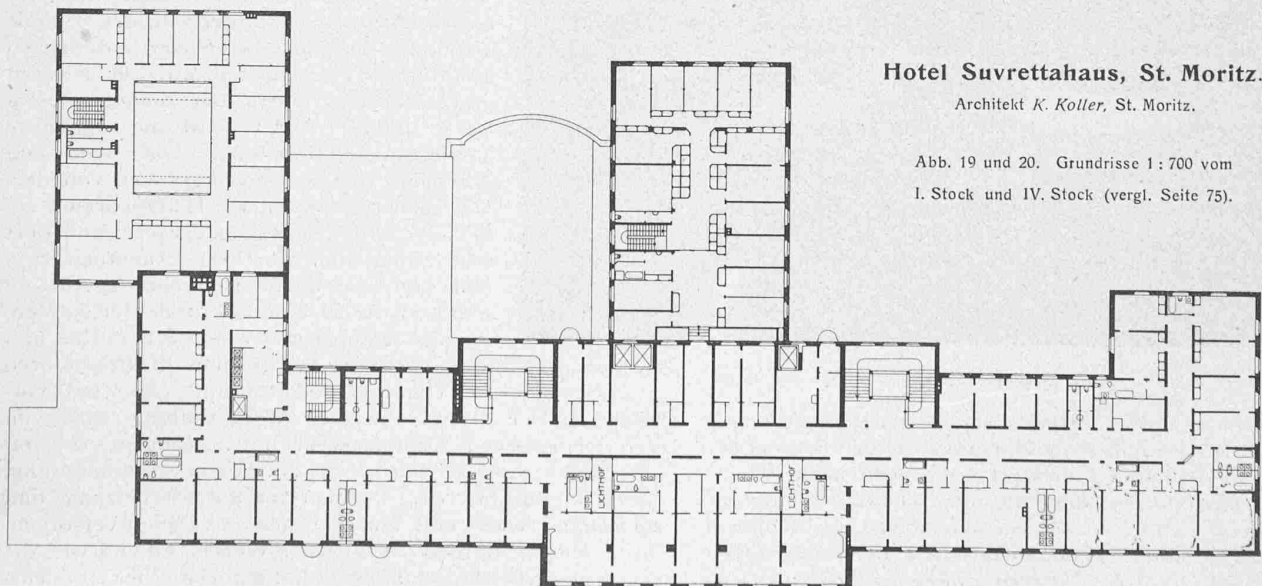 Hotel Suvrettahaus, St. Moritz.
Architekt K. Koller, St. Moritz.
Abb. 19 und 20. Grundrisse 1 : 700 vom
I. Stock und IV. Stock (vergl. Seite 75).
LICHTHOF
LICHTHOF